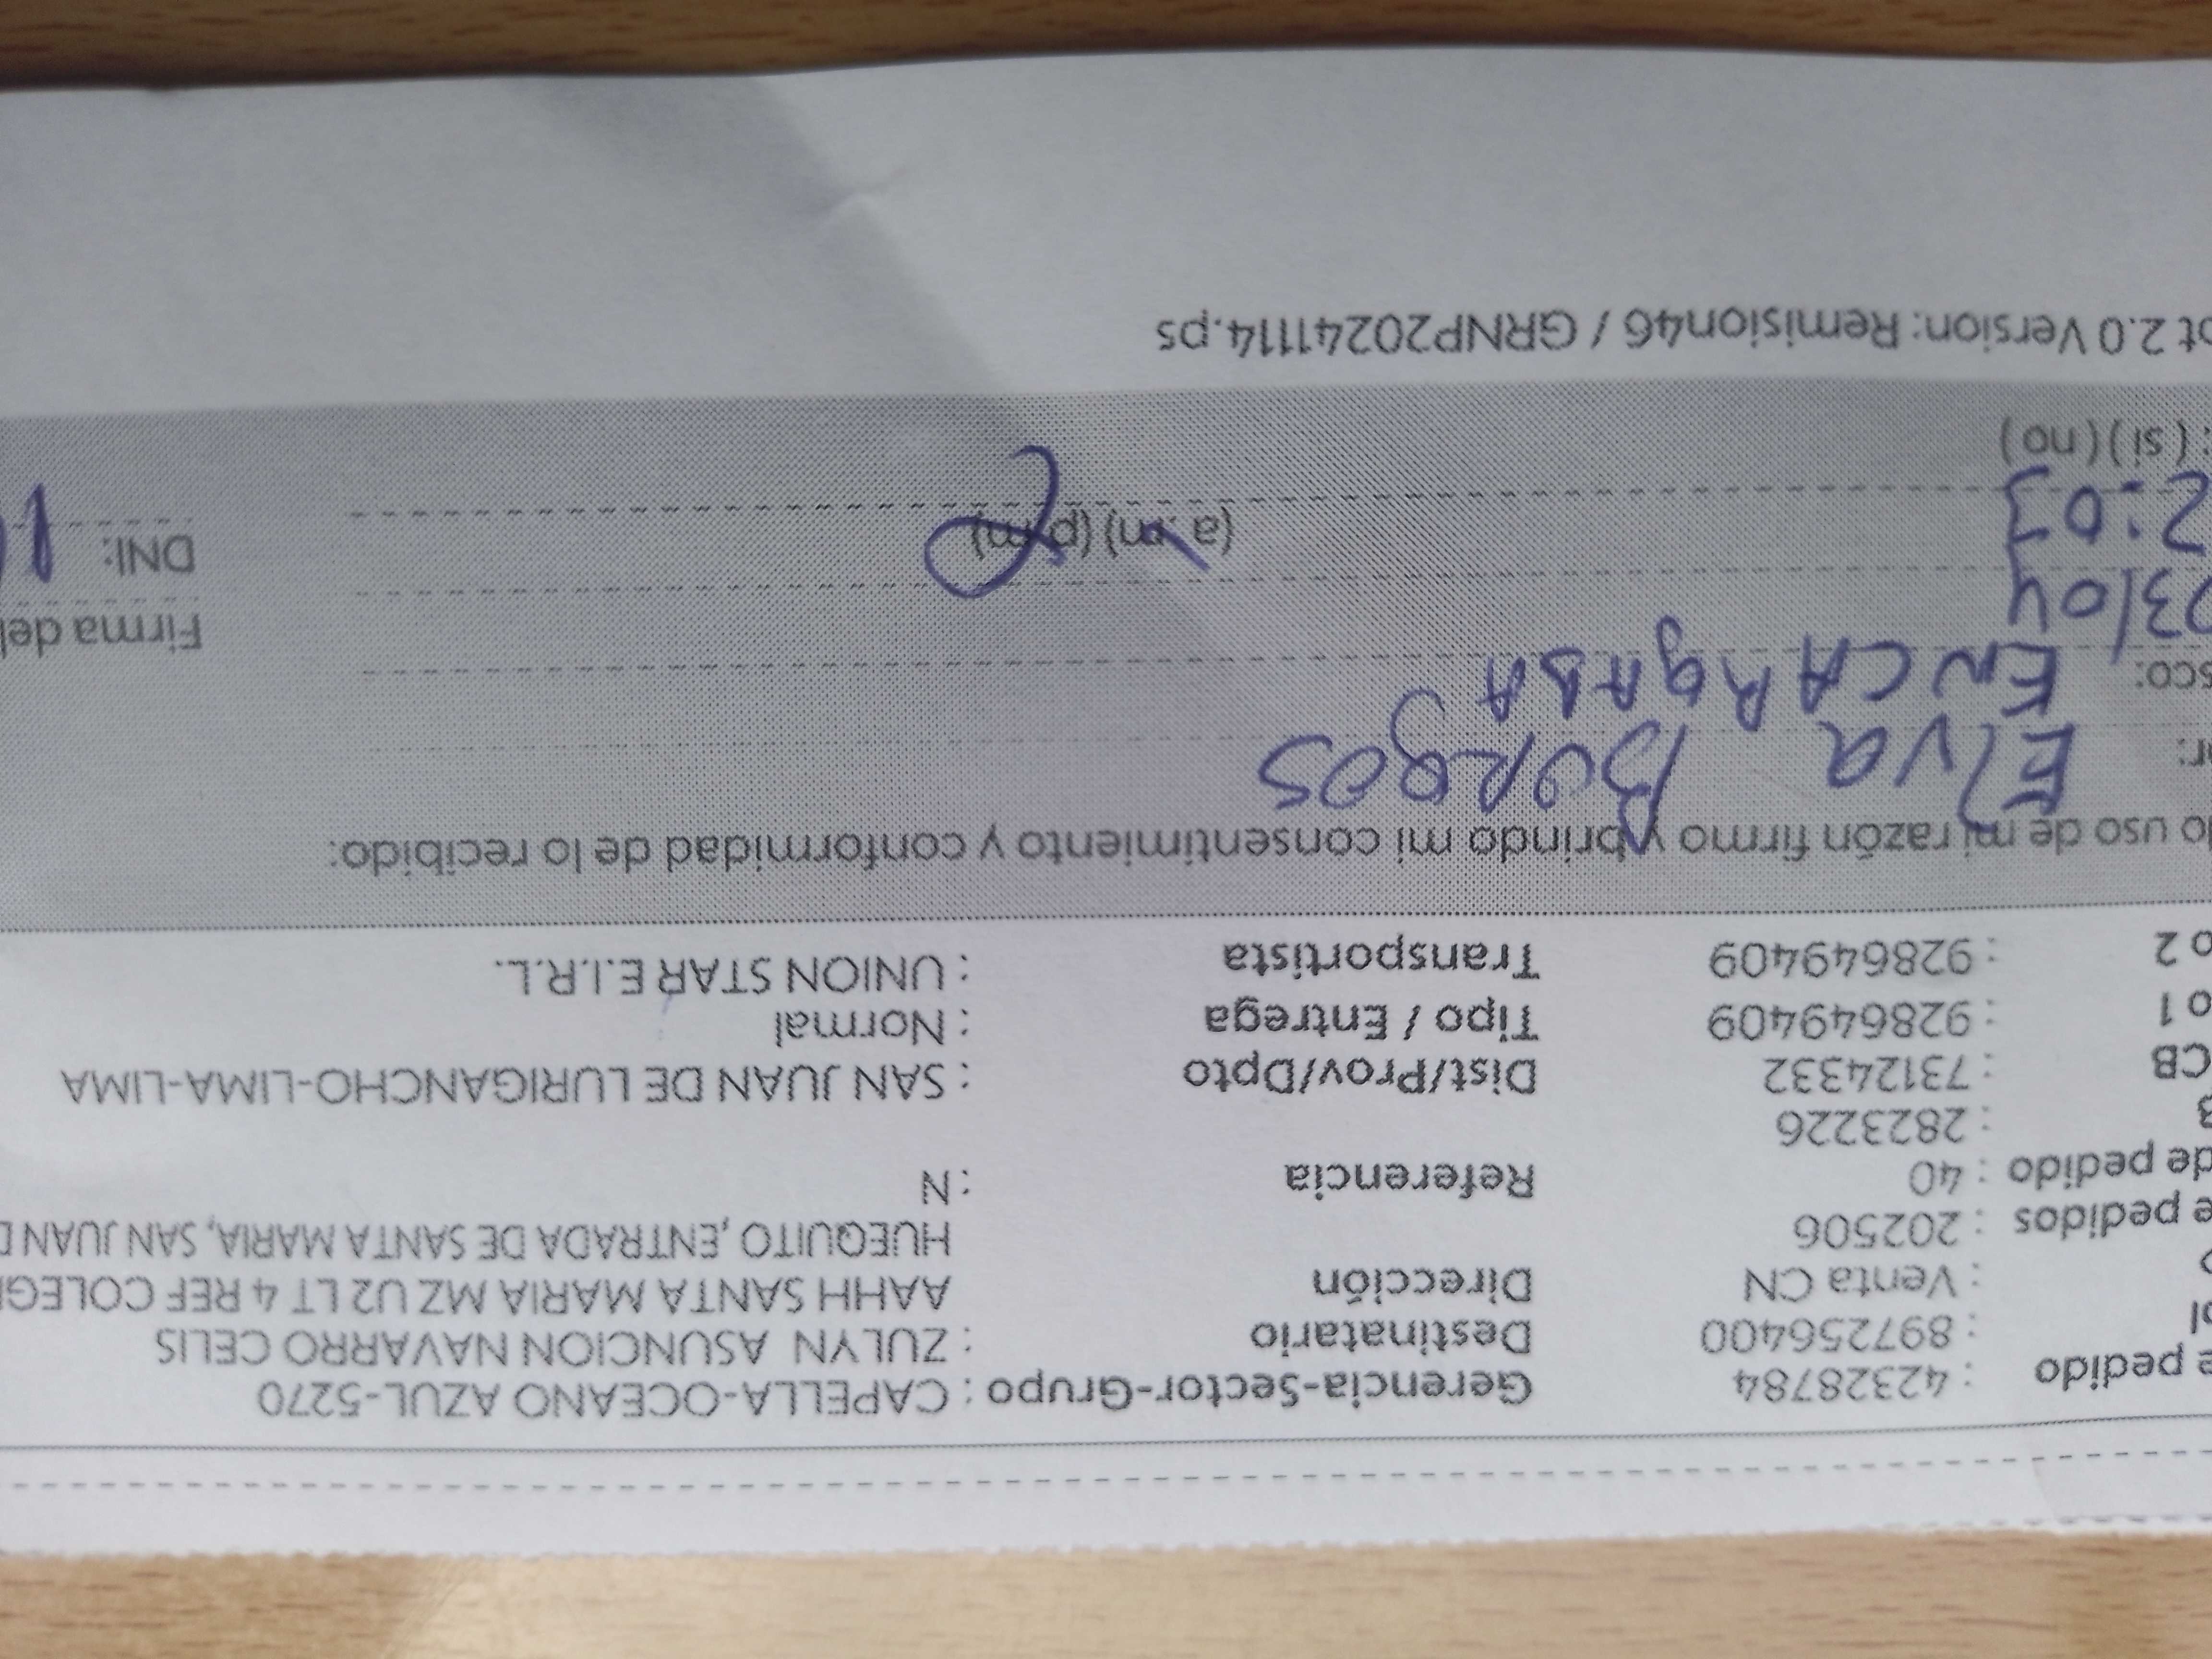 e pedido : 42328784 Gerencia-Sector-Grupo : CAPELLA-OCEANO AZUL-5270
ol : 897256400 Destinatario : ZULYN ASUNCION NAVARRO CELIS
: Venta CN Dirección AAHH SANTA MARIA MZ U2 LT 4 REF COLEGI
e pedidos : 202506 HUEQUITO ,ENTRADA DE SANTA MARIA, SAN JUAN D
de pedido : 40 Referencia : N
: 2823226
CB : 73124332 Dist/Prov/Dpto : SAN JUAN DE LURIGANCHO-LIMA-LIMA
o 1 : 928649409 Tipo / Entrega : Normal
o 2 : 928649409 Transportista : UNION STAR E.I.R.L.
do uso de mi razón firmo y brindo mi consentimiento y conformidad de lo recibido:
r: Elva Burgos
sco: ENCARgADA Firma del
03/04
2:03 (a m) (p m) DNI:
: ( si ) ( no )
pt 2.0 Version: Remision46 / GRNP20241114.ps